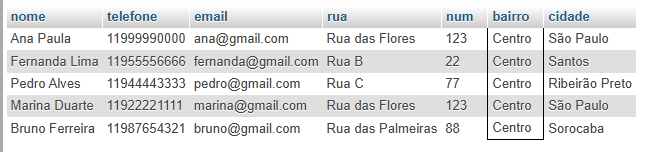 nome telefone email rua num bairro cidade
Ana Paula 11999990000 ana@gmail.com Rua das Flores 123 Centro São Paulo
Fernanda Lima 11955556666 fernanda@gmail.com Rua B 22 Centro Santos
Pedro Alves 11944443333 pedro@gmail.com Rua C 77 Centro Ribeirão Preto
Marina Duarte 11922221111 marina@gmail.com Rua das Flores 123 Centro São Paulo
Bruno Ferreira 11987654321 bruno@gmail.com Rua das Palmeiras 88 Centro Sorocaba